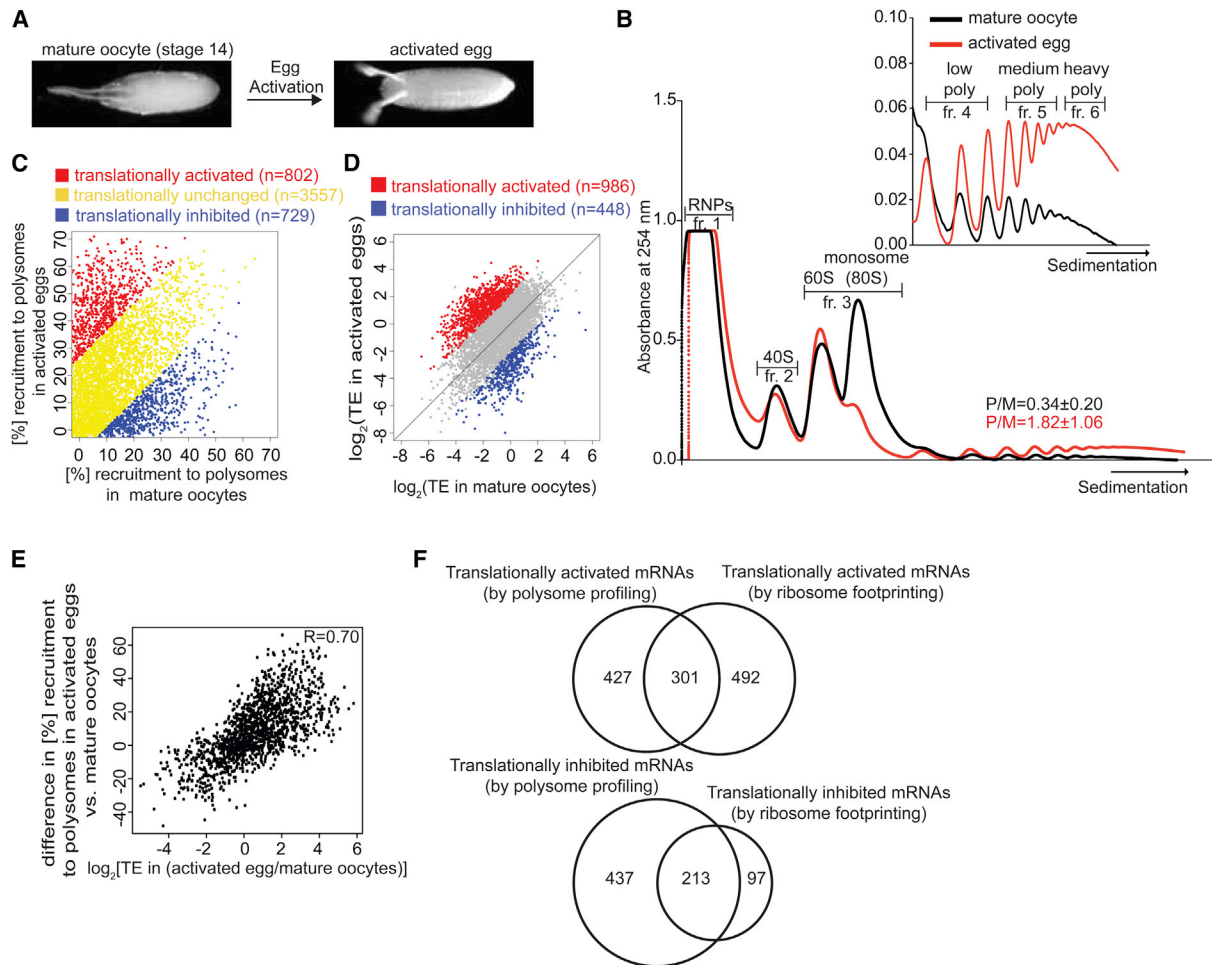 A
mature oocyte (stage 14)
Egg
Activation
activated egg
B
mature oocyte
activated egg
0.10
0.08
0.06
0.04
0.02
0.00
low
poly
fr. 4
medium
poly
fr. 5
heavy
poly
fr. 6
Sedimentation
1.5
1.0
0.5
0.0
Absorbance at 254 nm
RNPs
fr. 1
40S
fr. 2
monosome
60S (80S)
fr. 3
P/M=0.34±0.20
P/M=1.82±1.06
Sedimentation
C
translationally activated (n=802)
translationally unchanged (n=3557)
translationally inhibited (n=729)
[%] recruitment to polysomes
in activated eggs
70
60
50
40
30
20
10
0
0 10 20 30 40 50 60 70
[%] recruitment to polysomes
in mature oocytes
D
translationally activated (n=986)
translationally inhibited (n=448)
log2(TE in activated eggs)
6
4
2
0
-2
-4
-6
-8
-8 -6 -4 -2 0 2 4 6
log2(TE in mature oocytes)
E
difference in [%] recruitment
to polysomes in activated eggs
vs. mature oocytes
60
40
20
0
-20
-40
R=0.70
-4 -2 0 2 4 6
log2[TE in (activated egg/mature oocytes)]
F
Translationally activated mRNAs
(by polysome profiling)
Translationally activated mRNAs
(by ribosome footprinting)
427 301 492
Translationally inhibited mRNAs
(by polysome profiling)
Translationally inhibited mRNAs
(by ribosome footprinting)
437 213 97